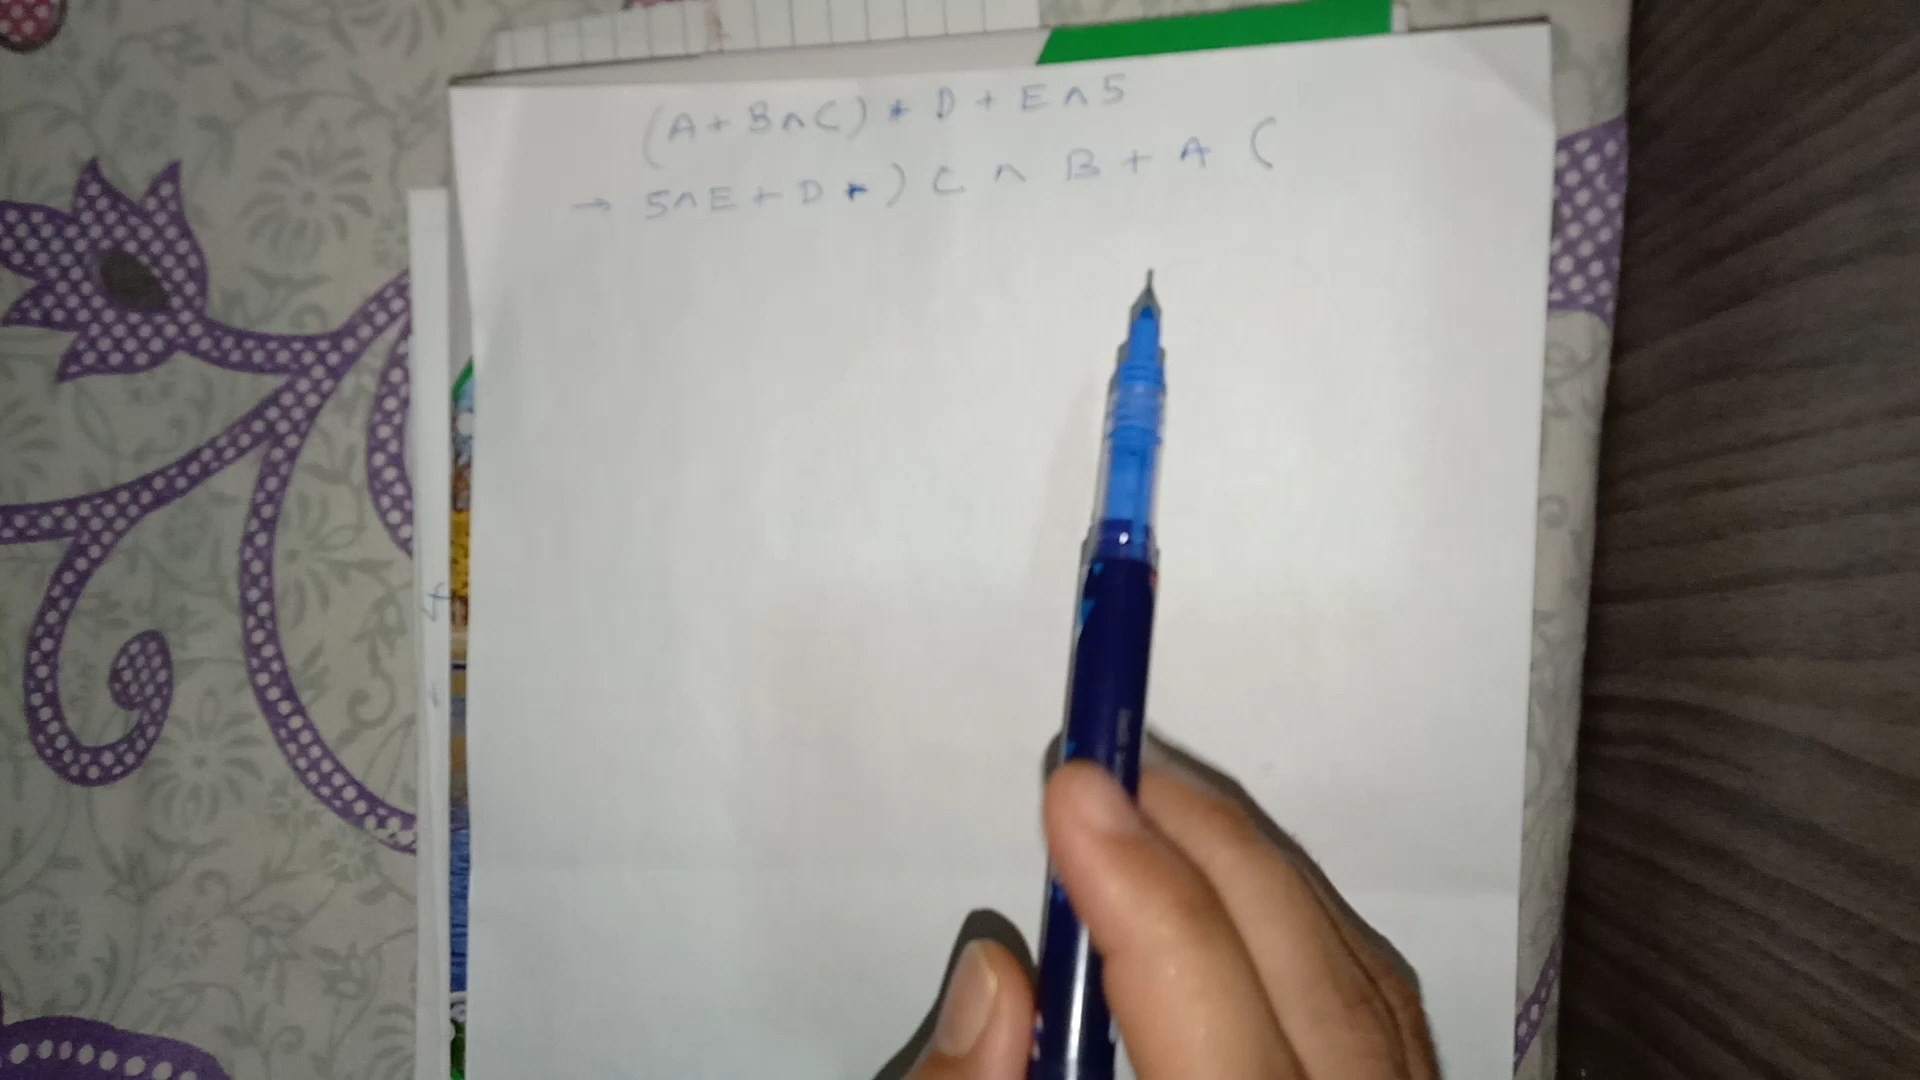 (A + B ∧ C) * D + E ∧ 5
→ 5 ∧ E + D * ) C ∧ B + A (